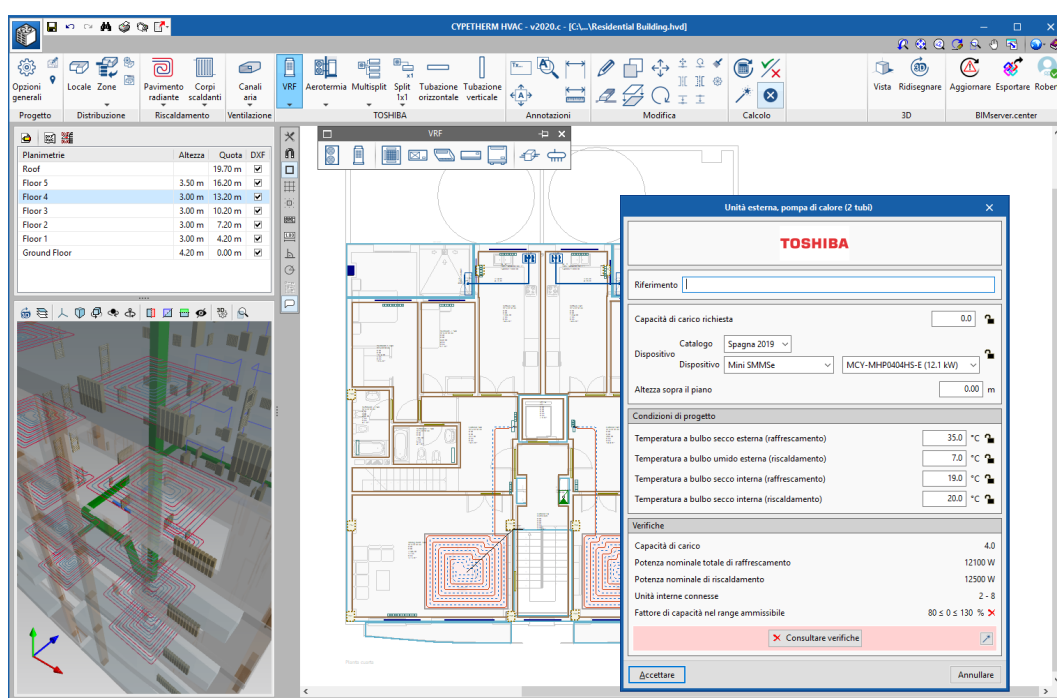 CYPETHERM HVAC - v2020.c - [C:\...\Residential Building.hvd]
Opzioni generali
Locale
Zone
Pavimento radiante
Corpi scaldanti
Canali aria
VRF
Aerotermia
Multisplit
Split 1x1
Tubazione orizzontale
Tubazione verticale
Vista
Ridisegnare
Aggiornare
Esportare
Rober
Progetto
Distribuzione
Riscaldamento
Ventilazione
TOSHIBA
Annotazioni
Modifica
Calcolo
3D
BIMserver.center
Planimetrie Altezza Quota DXF
Roof 19.70 m
Floor 5 3.50 m 16.20 m
Floor 4 3.00 m 13.20 m
Floor 3 3.00 m 10.20 m
Floor 2 3.00 m 7.20 m
Floor 1 3.00 m 4.20 m
Ground Floor 4.20 m 0.00 m
VRF
Unità esterna, pompa di calore (2 tubi)
TOSHIBA
Riferimento
Capacità di carico richiesta 0.0
Catalogo Spagna 2019
Dispositivo
Dispositivo Mini SMMSe MCY-MHP0404HS-E (12.1 kW)
Altezza sopra il piano 0.00 m
Condizioni di progetto
Temperatura a bulbo secco esterna (raffrescamento) 35.0 °C
Temperatura a bulbo umido esterna (riscaldamento) 7.0 °C
Temperatura a bulbo secco interna (raffrescamento) 19.0 °C
Temperatura a bulbo secco interna (riscaldamento) 20.0 °C
Verifiche
Capacità di carico 4.0
Potenza nominale totale di raffrescamento 12100 W
Potenza nominale di riscaldamento 12500 W
Unità interne connesse 2 - 8
Fattore di capacità nel range ammissibile 80 ≤ 0 ≤ 130 %
Consultare verifiche
Accettare
Annullare